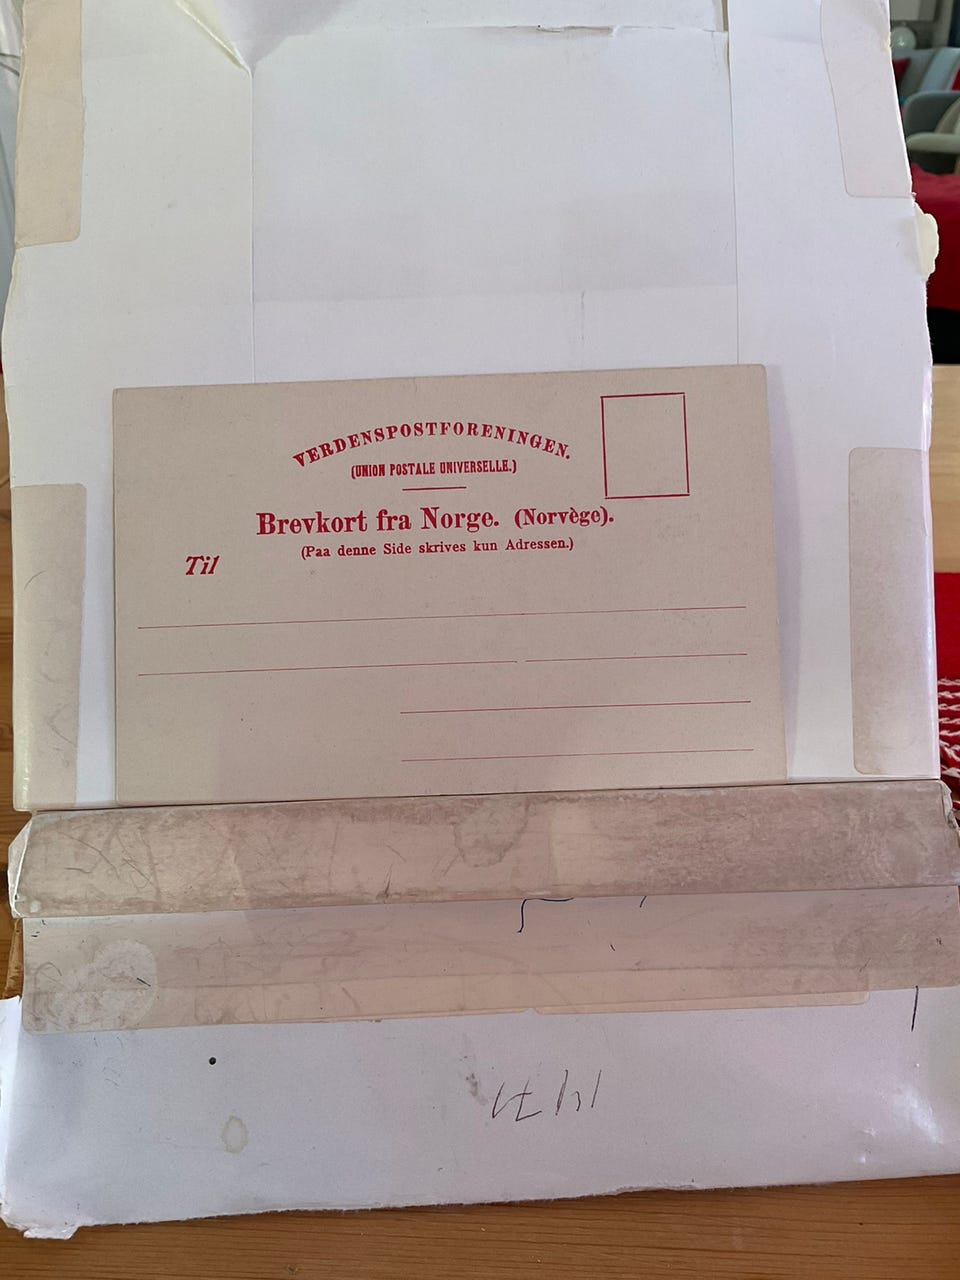 VERDENSPOSTFORENINGEN.
(UNION POSTALE UNIVERSELLE.)
Brevkort fra Norge. (Norvège).
(Paa denne Side skrives kun Adressen.)
Til